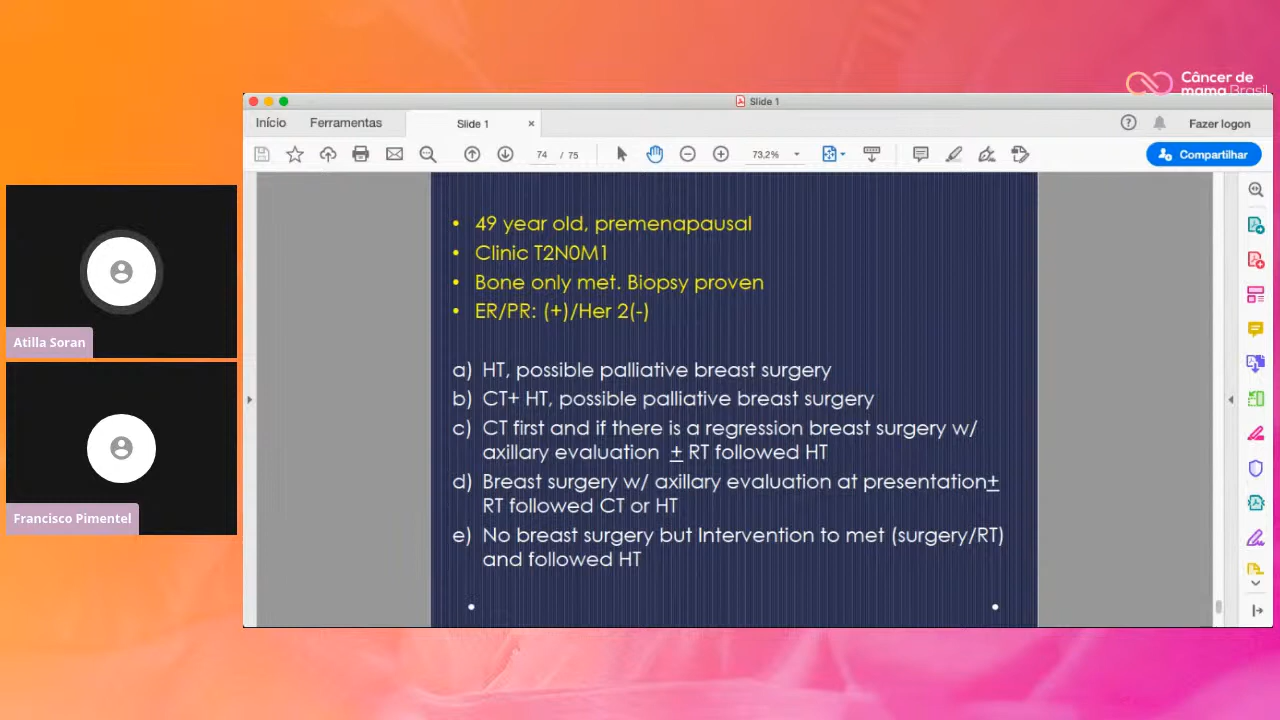 Câncer de
mama Brasil
Slide 1
Início
Ferramentas
Slide 1
×
Fazer logon
74 / 75
73,2%
Compartilhar
• 49 year old, premenapausal
• Clinic T2N0M1
• Bone only met. Biopsy proven
• ER/PR: (+)/Her 2(-)
a) HT, possible palliative breast surgery
b) CT+ HT, possible palliative breast surgery
c) CT first and if there is a regression breast surgery w/
axillary evaluation ± RT followed HT
d) Breast surgery w/ axillary evaluation at presentation±
RT followed CT or HT
e) No breast surgery but Intervention to met (surgery/RT)
and followed HT
Atilla Soran
Francisco Pimentel